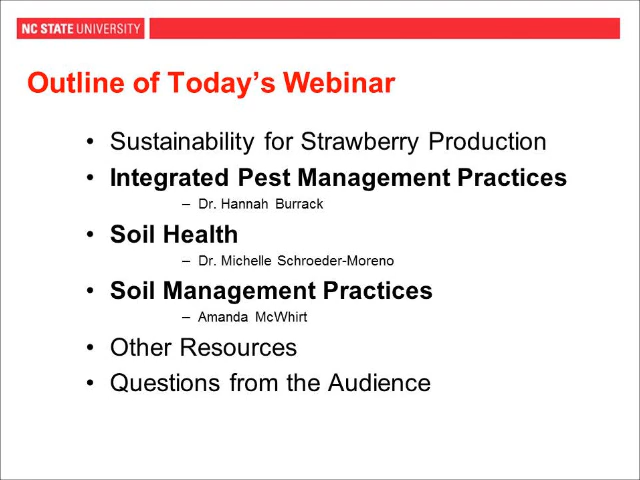 NC STATE UNIVERSITY
Outline of Today's Webinar
• Sustainability for Strawberry Production
• Integrated Pest Management Practices
– Dr. Hannah Burrack
• Soil Health
– Dr. Michelle Schroeder-Moreno
• Soil Management Practices
– Amanda McWhirt
• Other Resources
• Questions from the Audience